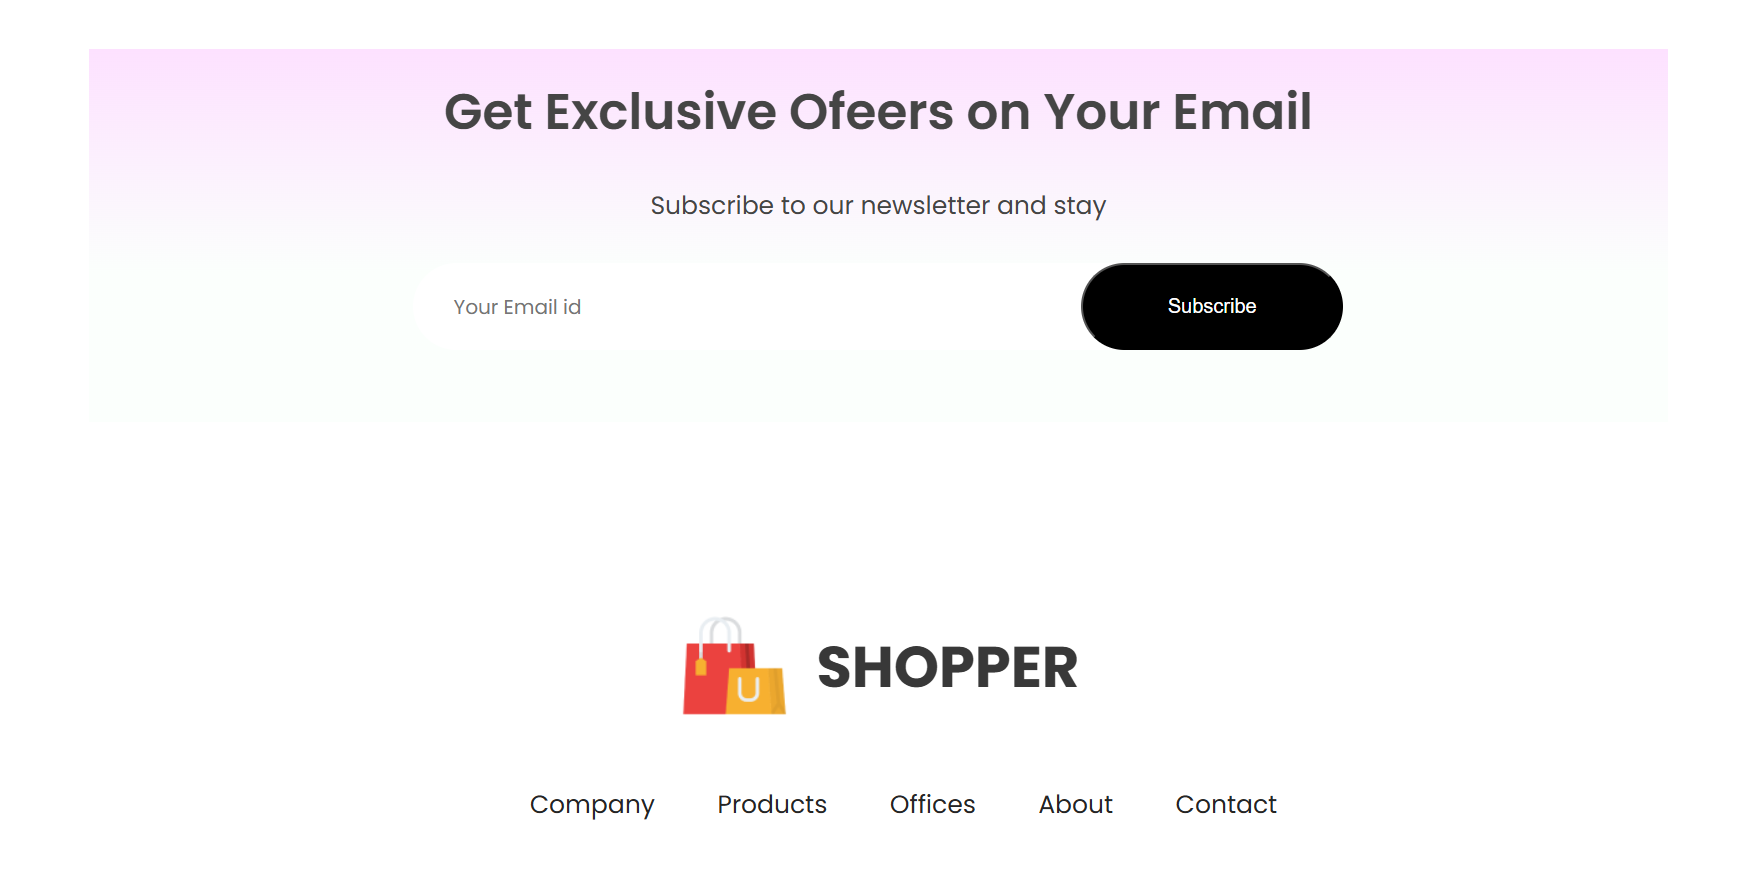 Get Exclusive Ofeers on Your Email
Subscribe to our newsletter and stay
Your Email id
Subscribe
SHOPPER
Company Products Offices About Contact